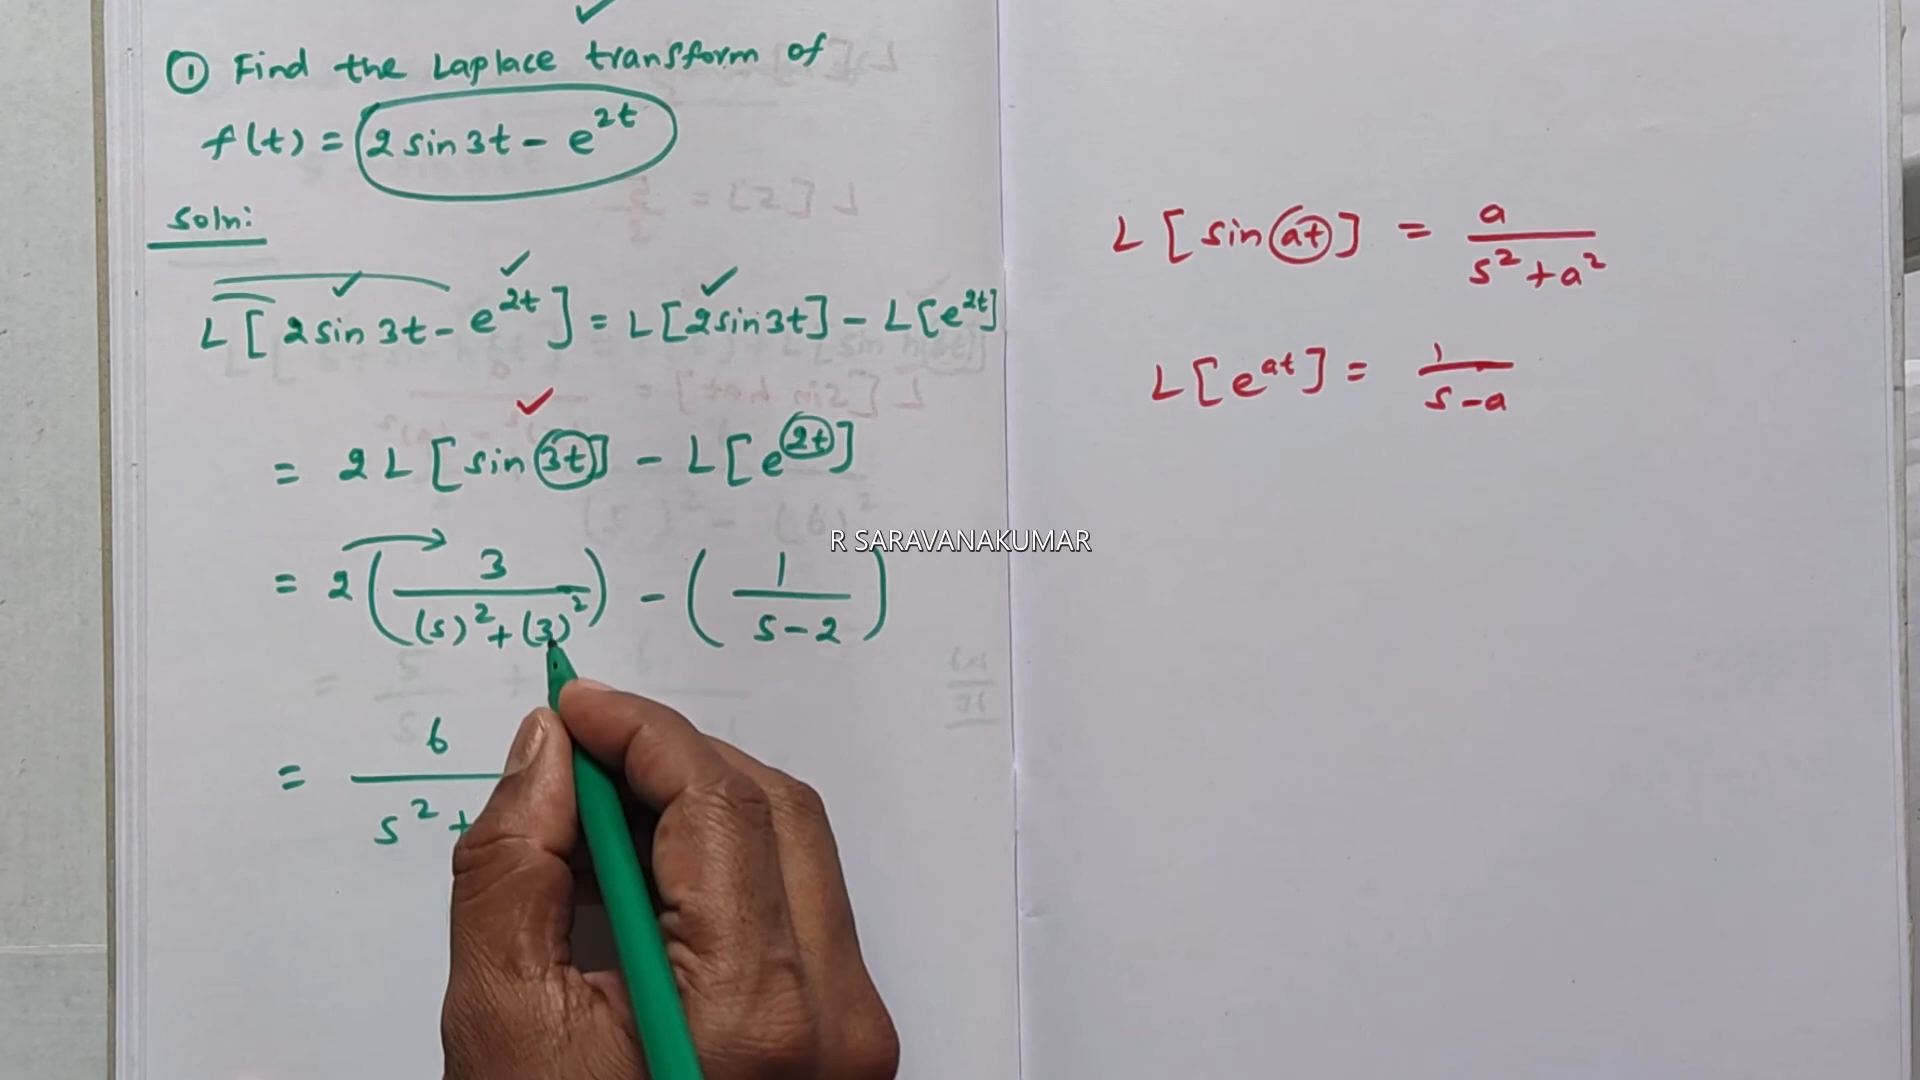 ① Find the Laplace transform of
f(t) = 2 sin 3t - e^{2t}
Soln:
L[2 sin 3t - e^{2t}] = L[2 sin 3t] - L[e^{2t}]
= 2 L[sin 3t] - L[e^{2t}]
= 2 (3 / ((s)^2 + (3)^2)) - (1 / (s - 2))
= 6 / (s^2 +
L[sin at] = a / (s^2 + a^2)
L[e^{at}] = 1 / (s - a)
R SARAVANAKUMAR